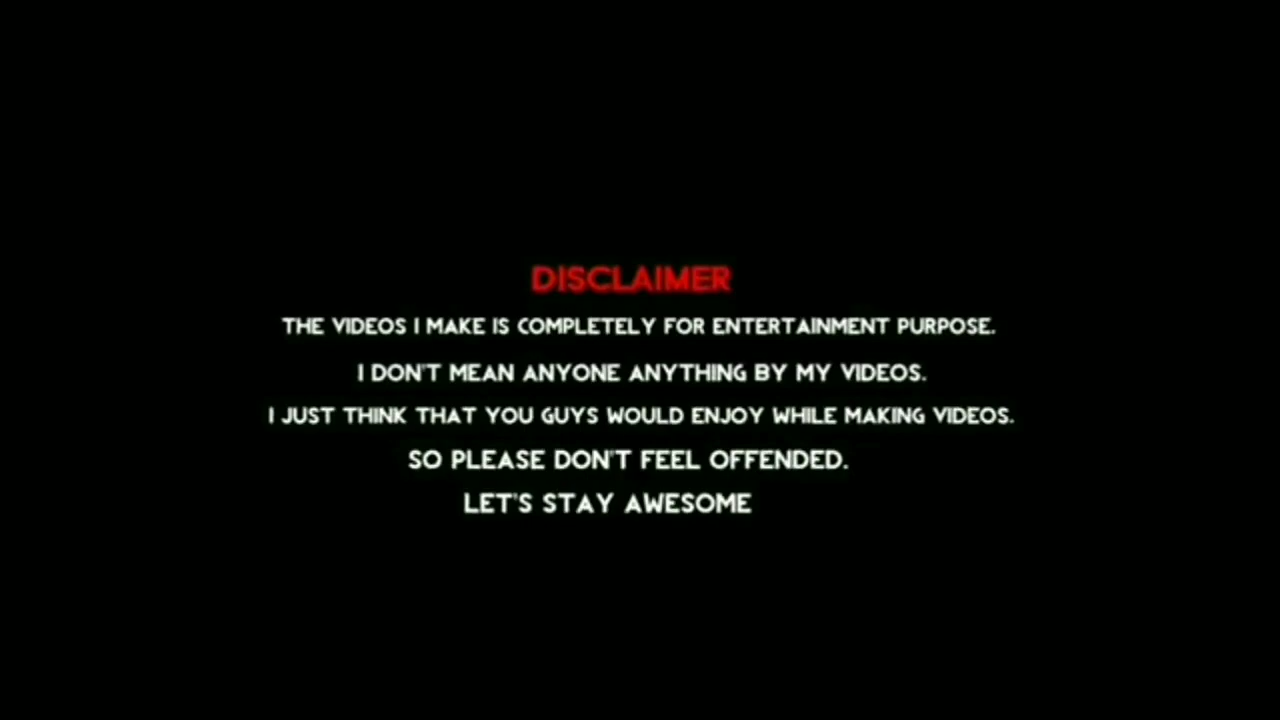 DISCLAIMER
THE VIDEOS I MAKE IS COMPLETELY FOR ENTERTAINMENT PURPOSE.
I DON'T MEAN ANYONE ANYTHING BY MY VIDEOS.
I JUST THINK THAT YOU GUYS WOULD ENJOY WHILE MAKING VIDEOS.
SO PLEASE DON'T FEEL OFFENDED.
LET'S STAY AWESOME